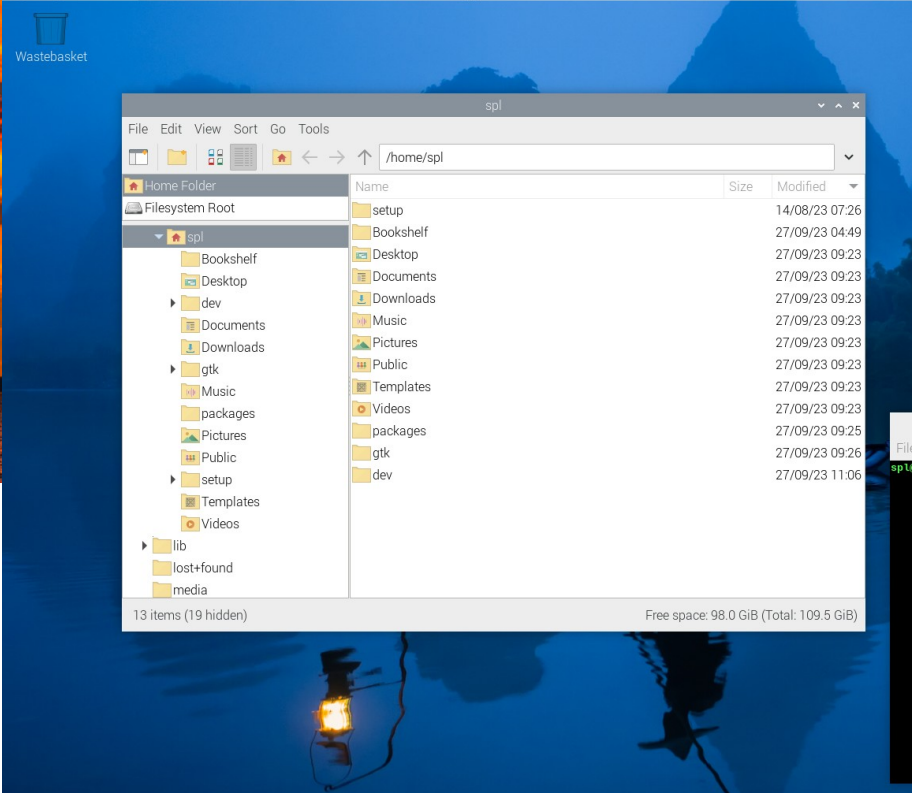 Wastebasket
spl
File Edit View Sort Go Tools
/home/spl
Home Folder
Filesystem Root
spl
Bookshelf
Desktop
dev
Documents
Downloads
gtk
Music
packages
Pictures
Public
setup
Templates
Videos
lib
lost+found
media
Name Size Modified
setup 14/08/23 07:26
Bookshelf 27/09/23 04:49
Desktop 27/09/23 09:23
Documents 27/09/23 09:23
Downloads 27/09/23 09:23
Music 27/09/23 09:23
Pictures 27/09/23 09:23
Public 27/09/23 09:23
Templates 27/09/23 09:23
Videos 27/09/23 09:23
packages 27/09/23 09:25
gtk 27/09/23 09:26
dev 27/09/23 11:06
13 items (19 hidden) Free space: 98.0 GiB (Total: 109.5 GiB)